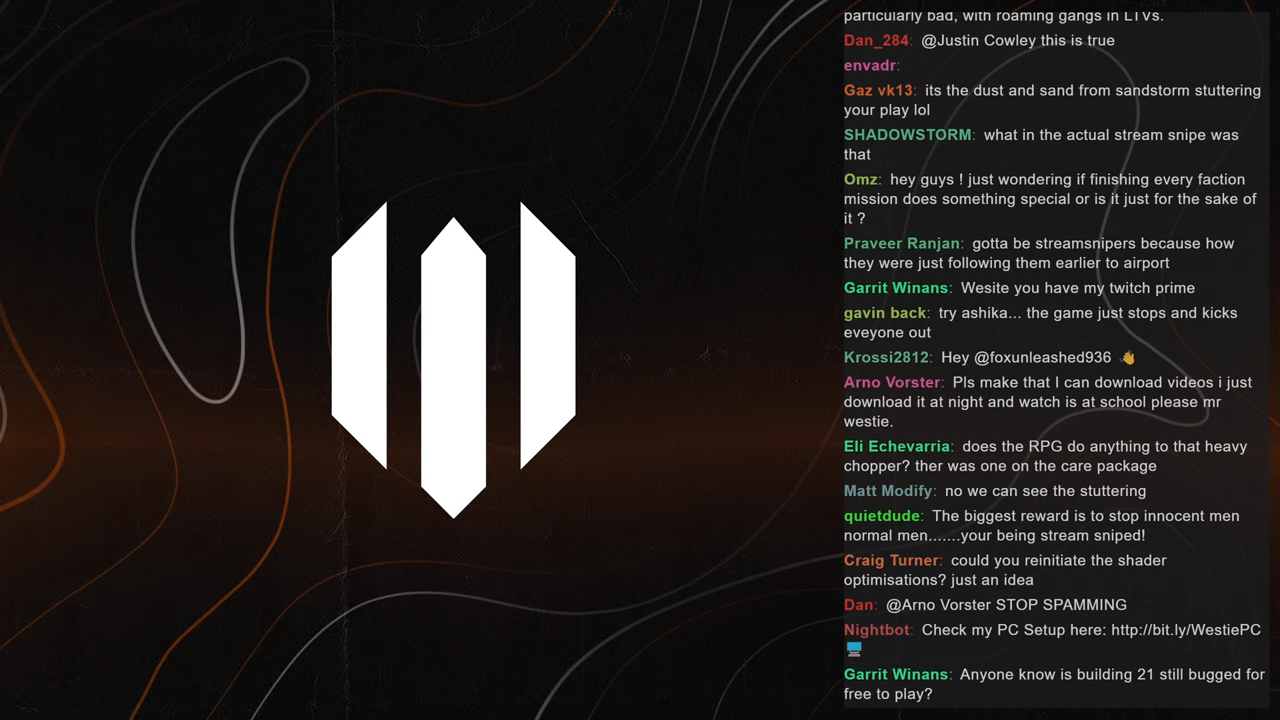 particularly bad, with roaming gangs in LTVs.
Dan_284: @Justin Cowley this is true
envadr:
Gaz vk13: its the dust and sand from sandstorm stuttering
your play lol
SHADOWSTORM: what in the actual stream snipe was
that
Omz: hey guys ! just wondering if finishing every faction
mission does something special or is it just for the sake of
it ?
Praveer Ranjan: gotta be streamsnipers because how
they were just following them earlier to airport
Garrit Winans: Wesite you have my twitch prime
gavin back: try ashika... the game just stops and kicks
eveyone out
Krossi2812: Hey @foxunleashed936 👋
Arno Vorster: Pls make that I can download videos i just
download it at night and watch is at school please mr
westie.
Eli Echevarria: does the RPG do anything to that heavy
chopper? ther was one on the care package
Matt Modify: no we can see the stuttering
quietdude: The biggest reward is to stop innocent men
normal men.......your being stream sniped!
Craig Turner: could you reinitiate the shader
optimisations? just an idea
Dan: @Arno Vorster STOP SPAMMING
Nightbot: Check my PC Setup here: http://bit.ly/WestiePC
🖥
Garrit Winans: Anyone know is building 21 still bugged for
free to play?